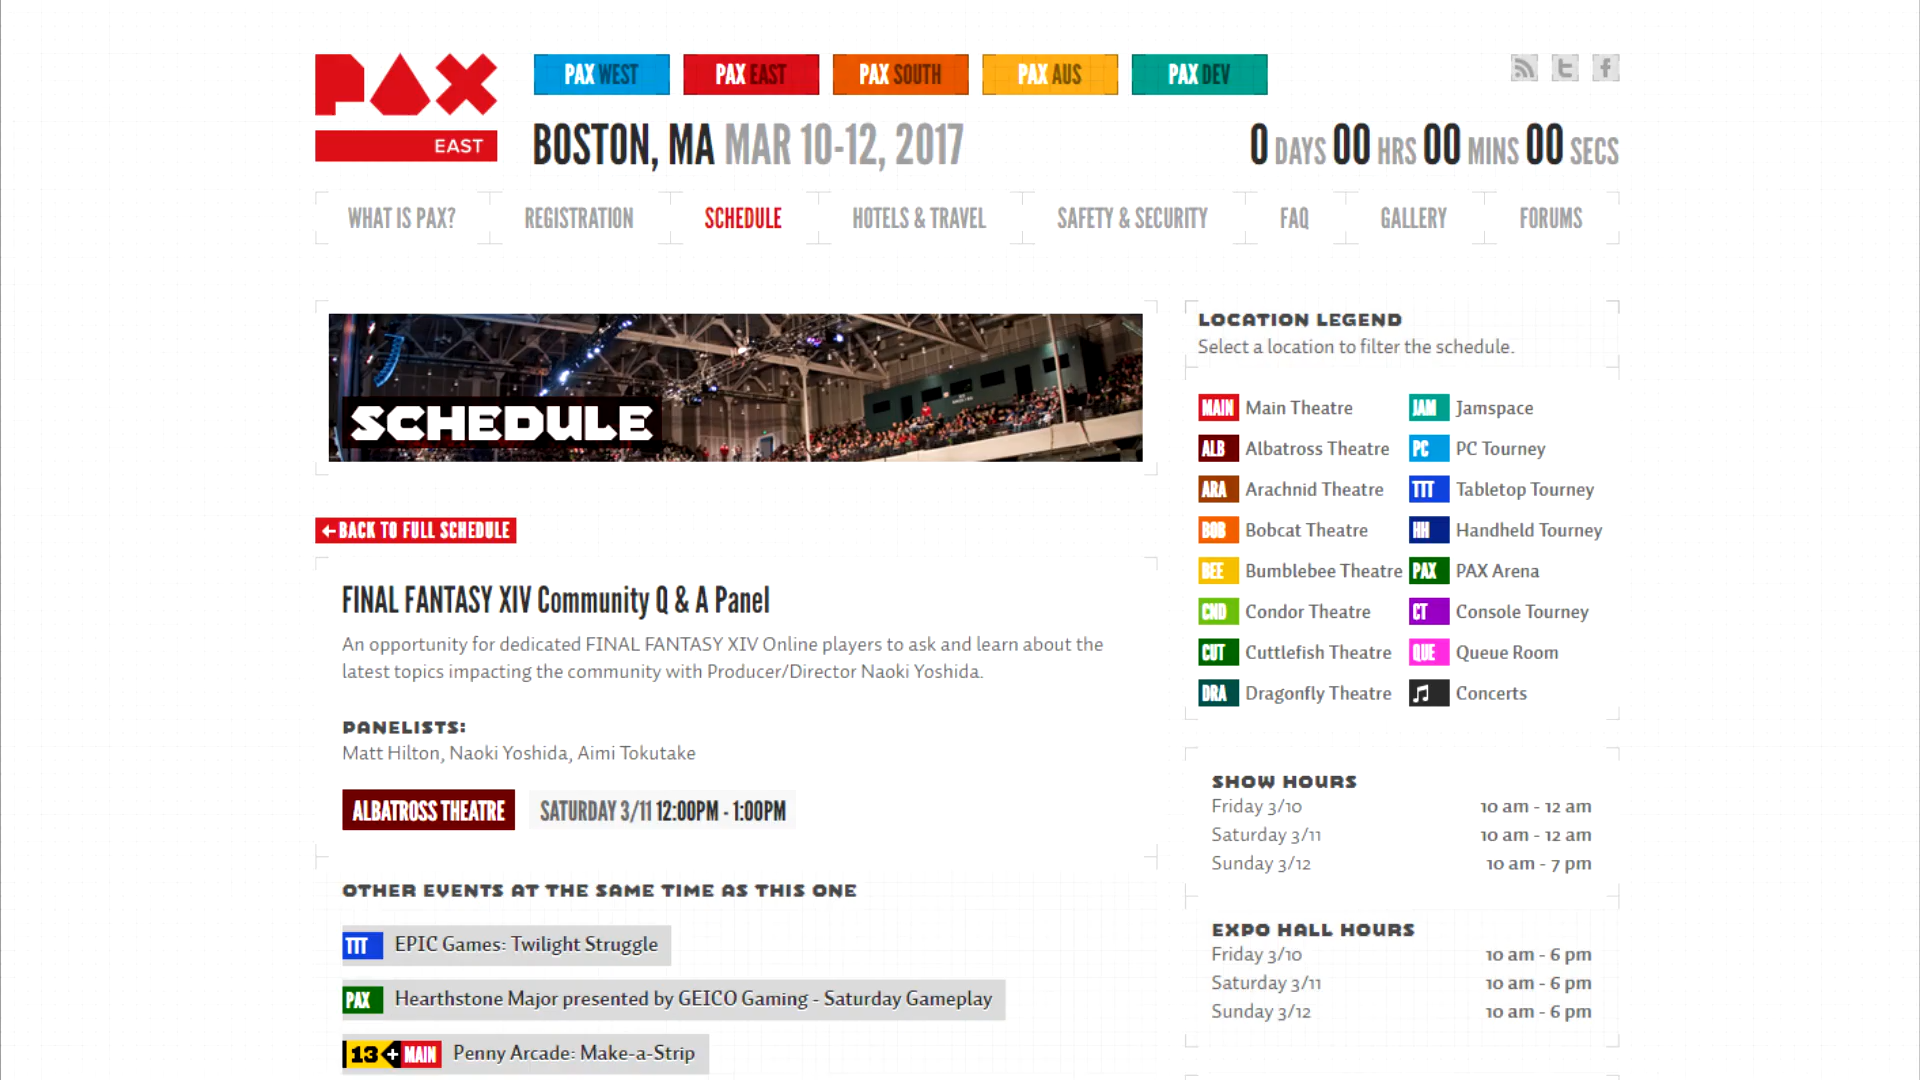 PAX
EAST
PAX WEST
PAX EAST
PAX SOUTH
PAX AUS
PAX DEV
BOSTON, MA MAR 10-12, 2017
0 DAYS 00 HRS 00 MINS 00 SECS
WHAT IS PAX?
REGISTRATION
SCHEDULE
HOTELS & TRAVEL
SAFETY & SECURITY
FAQ
GALLERY
FORUMS
SCHEDULE
BACK TO FULL SCHEDULE
FINAL FANTASY XIV Community Q & A Panel
An opportunity for dedicated FINAL FANTASY XIV Online players to ask and learn about the
latest topics impacting the community with Producer/Director Naoki Yoshida.
PANELISTS:
Matt Hilton, Naoki Yoshida, Aimi Tokutake
ALBATROSS THEATRE SATURDAY 3/11 12:00PM - 1:00PM
OTHER EVENTS AT THE SAME TIME AS THIS ONE
TTT EPIC Games: Twilight Struggle
PAX Hearthstone Major presented by GEICO Gaming - Saturday Gameplay
13+ MAIN Penny Arcade: Make-a-Strip
LOCATION LEGEND
Select a location to filter the schedule.
MAIN Main Theatre JAM Jamspace
ALB Albatross Theatre PC PC Tourney
ARA Arachnid Theatre TTT Tabletop Tourney
BOB Bobcat Theatre HH Handheld Tourney
BEE Bumblebee Theatre PAX PAX Arena
CND Condor Theatre CT Console Tourney
CUT Cuttlefish Theatre QUE Queue Room
DRA Dragonfly Theatre Concerts
SHOW HOURS
Friday 3/10 10 am - 12 am
Saturday 3/11 10 am - 12 am
Sunday 3/12 10 am - 7 pm
EXPO HALL HOURS
Friday 3/10 10 am - 6 pm
Saturday 3/11 10 am - 6 pm
Sunday 3/12 10 am - 6 pm